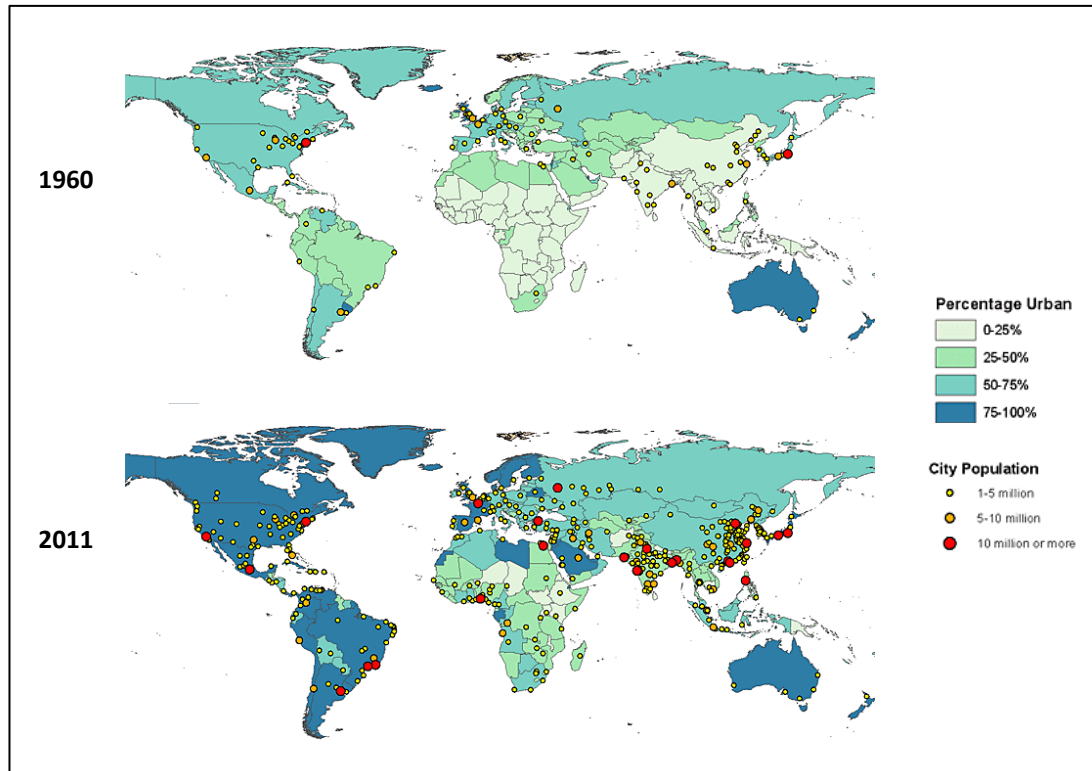 1960
Percentage Urban
0-25%
25-50%
50-75%
75-100%
City Population
1-5 million
5-10 million
10 million or more
2011